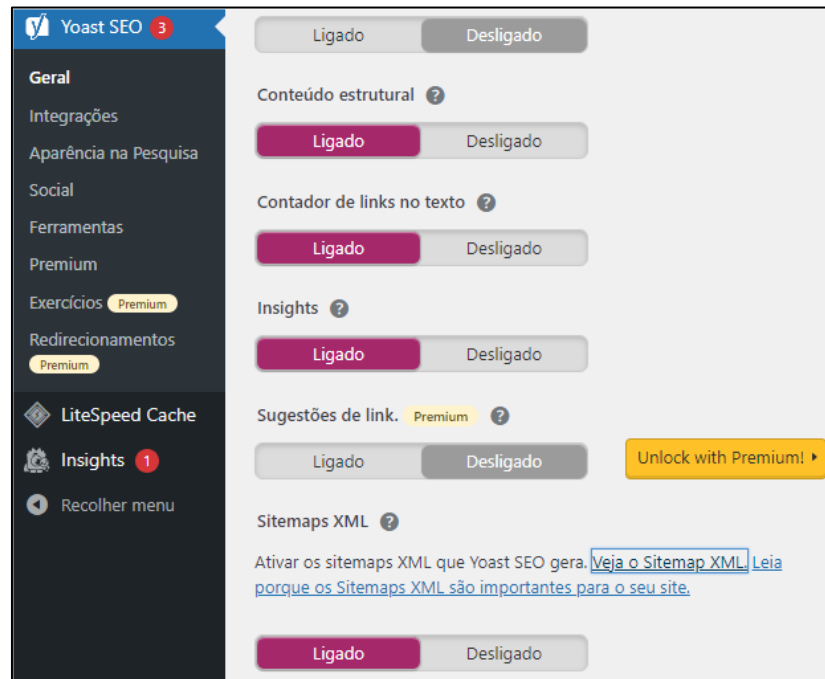 Yoast SEO 3
Geral
Integrações
Aparência na Pesquisa
Social
Ferramentas
Premium
Exercícios Premium
Redirecionamentos
Premium
LiteSpeed Cache
Insights 1
Recolher menu
Ligado Desligado
Conteúdo estrutural ?
Ligado Desligado
Contador de links no texto ?
Ligado Desligado
Insights ?
Ligado Desligado
Sugestões de link. Premium ?
Ligado Desligado Unlock with Premium!
Sitemaps XML ?
Ativar os sitemaps XML que Yoast SEO gera. Veja o Sitemap XML. Leia
porque os Sitemaps XML são importantes para o seu site.
Ligado Desligado